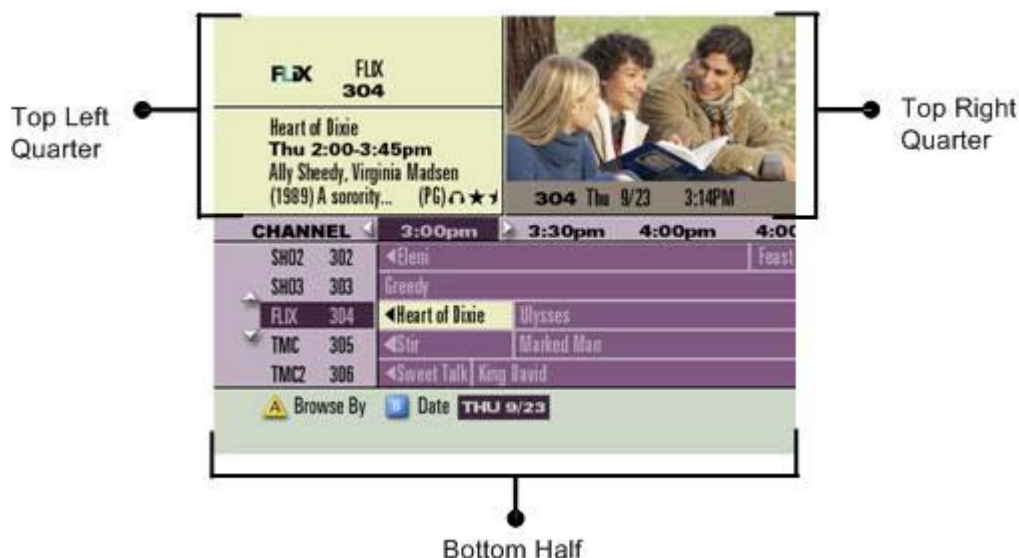 FLiX FLIX
304
Heart of Dixie
Thu 2:00-3:45pm
Ally Sheedy, Virginia Madsen
(1989) A sorority... (PG)
304 Thu 9/23 3:14PM
Top Left
Quarter
Top Right
Quarter
CHANNEL 3:00pm 3:30pm 4:00pm 4:00
SHO2 302 Eleni Feast
SHO3 303 Greedy
FLIX 304 Heart of Dixie Ulysses
TMC 305 Stir Marked Man
TMC2 306 Sweet Talk King David
A Browse By B Date THU 9/23
Bottom Half